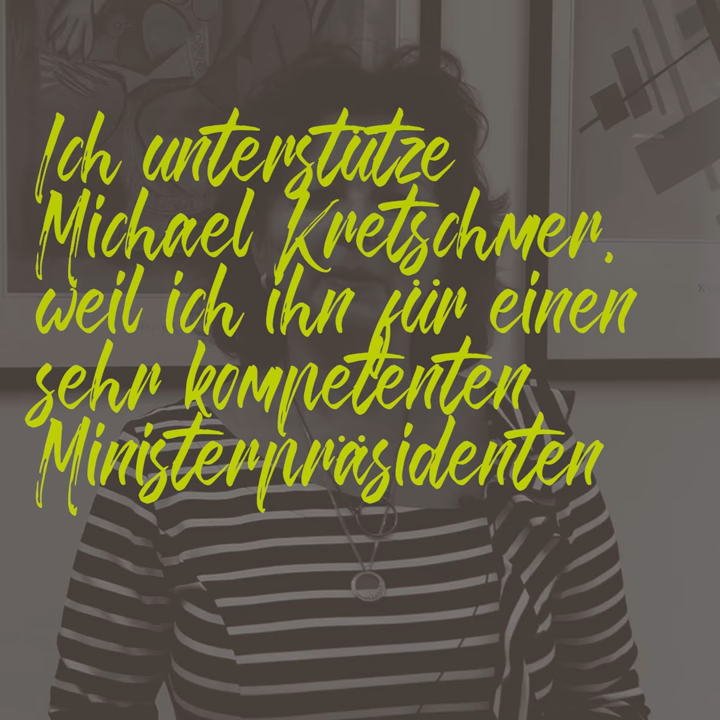 Ich unterstütze
Michael Kretschmer,
weil ich ihn für einen
sehr kompetenten
Ministerpräsidenten